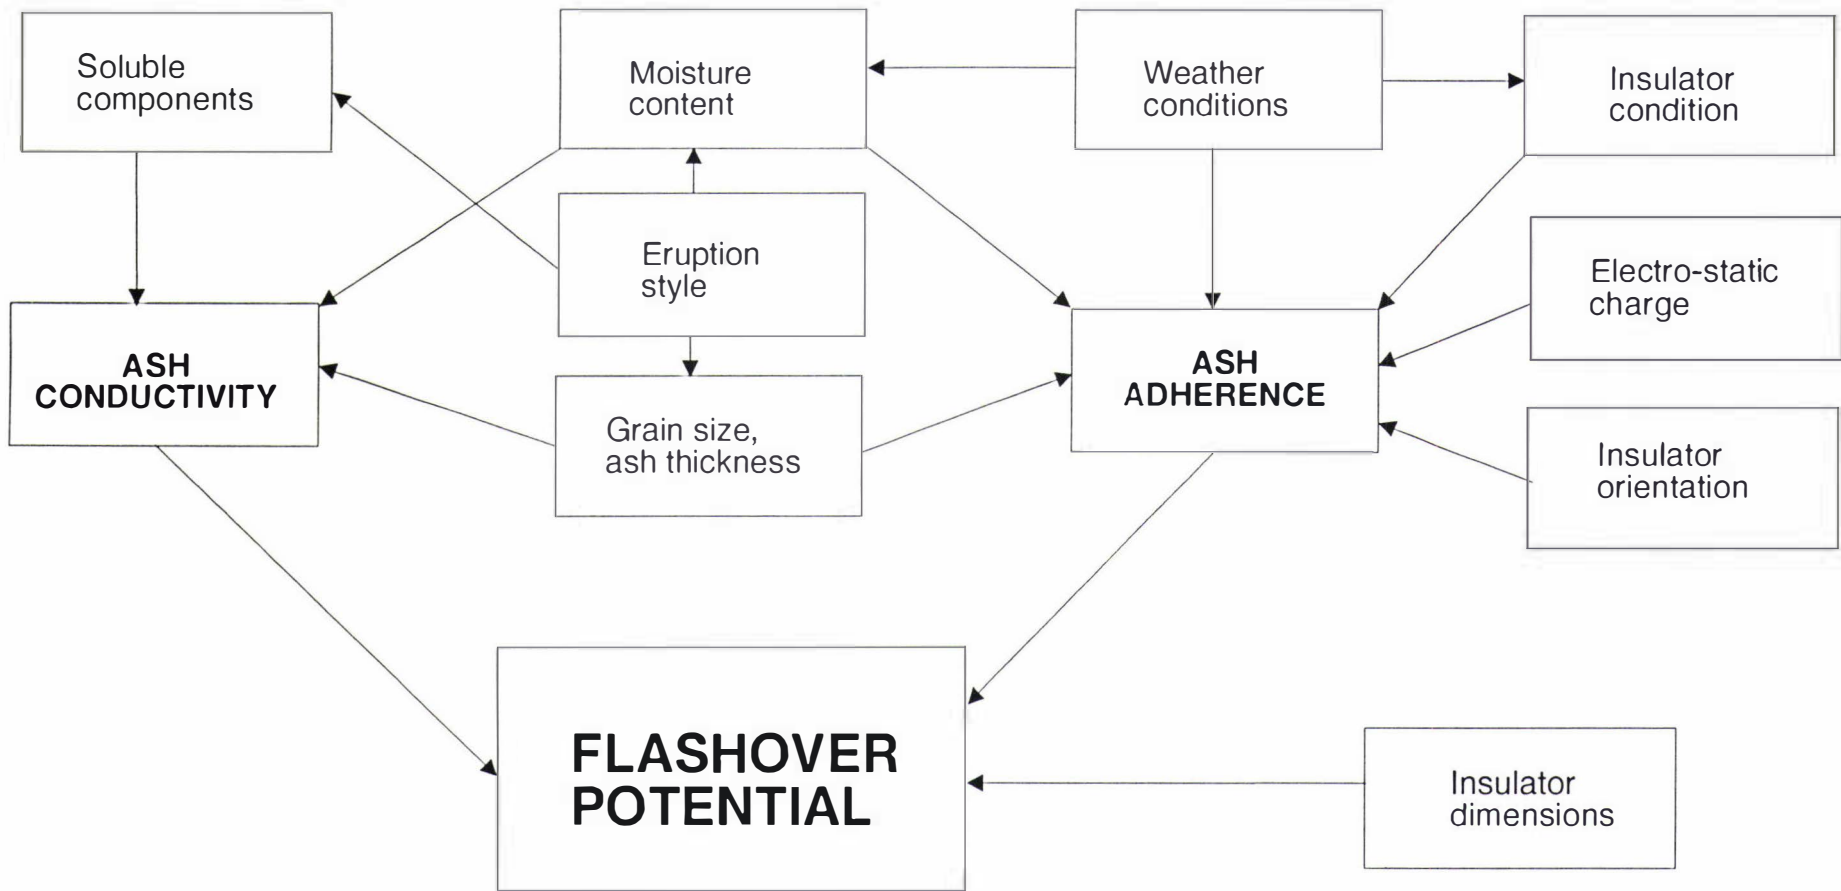 Soluble
components
Moisture
content
Weather
conditions
Insulator
condition
Eruption
style
Electro-static
charge
ASH
CONDUCTIVITY
ASH
ADHERENCE
Grain size,
ash thickness
Insulator
orientation
FLASHOVER
POTENTIAL
Insulator
dimensions